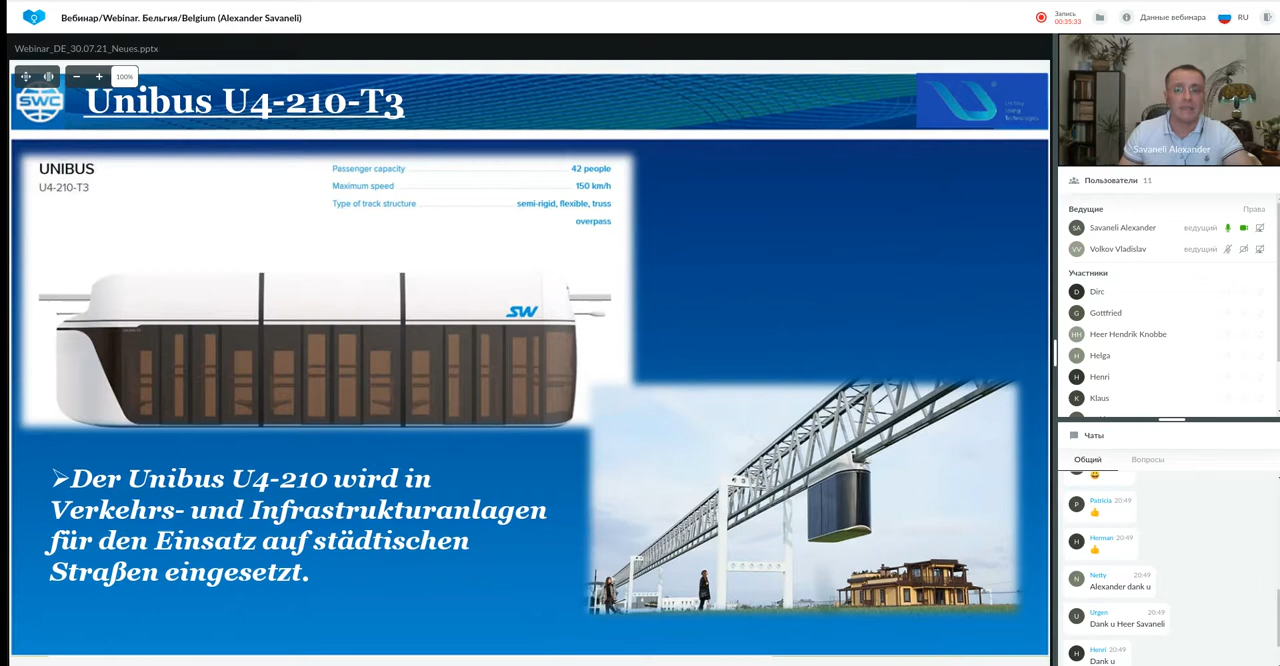 Вебинар/Webinar. Бельгия/Belgium (Alexander Savaneli)
Запись
00:35:33
Данные вебинара
RU
Webinar_DE_30.07.21_Neues.pptx
100%
SWC
Unibus U4-210-T3
UNIBUS
U4-210-T3
Passenger capacity 42 people
Maximum speed 150 km/h
Type of track structure semi-rigid, flexible, truss
overpass
SW
➢Der Unibus U4-210 wird in
Verkehrs- und Infrastrukturanlagen
für den Einsatz auf städtischen
Straßen eingesetzt.
Savaneli Alexander
Пользователи 11
Ведущие Права
SA Savaneli Alexander ведущий
VV Volkov Vladislav ведущий
Участники
D Dirc
G Gottfried
HH Heer Hendrik Knobbe
H Helga
H Henri
K Klaus
Чаты
Общий Вопросы
P Patricia 20:49
👍
H Herman 20:49
👍
N Netty 20:49
Alexander dank u
U Urgen 20:49
Dank u Heer Savaneli
H Henri 20:49
Dank u